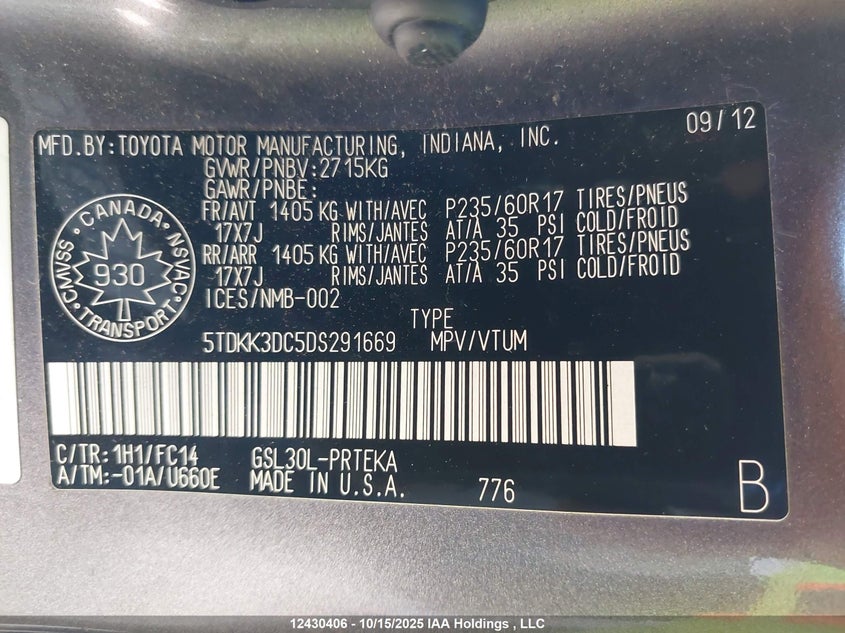 09/12
MFD.BY:TOYOTA MOTOR MANUFACTURING, INDIANA, INC.
GVWR/PNBV:2715KG
GAWR/PNBE:
FR/AVT 1405 KG WITH/AVEC P235/60R17 TIRES/PNEUS
17X7J RIMS/JANTES AT/A 35 PSI COLD/FROID
RR/ARR 1405 KG WITH/AVEC P235/60R17 TIRES/PNEUS
17X7J RIMS/JANTES AT/A 35 PSI COLD/FROID
ICES/NMB-002
CANADA
CMVSS 930 NSVAC
TRANSPORT
TYPE
5TDKK3DC5DS291669 MPV/VTUM
C/TR: 1H1/FC14 GSL30L-PRTEKA
A/TM:-01A/U660E MADE IN U.S.A. 776
B
12430406 - 10/15/2025 IAA Holdings , LLC